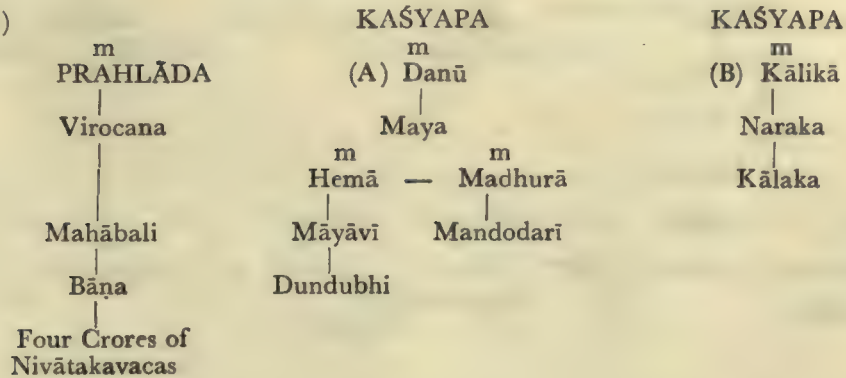 ) KAŚYAPA KAŚYAPA
m m m
PRAHLĀDA (A) Danū (B) Kālikā
Virocana Maya Naraka
m m
Hemā — Madhurā Kālaka
Mahābali Māyāvī Mandodarī
Bāṇa Dundubhi
Four Crores of
Nivātakavacas